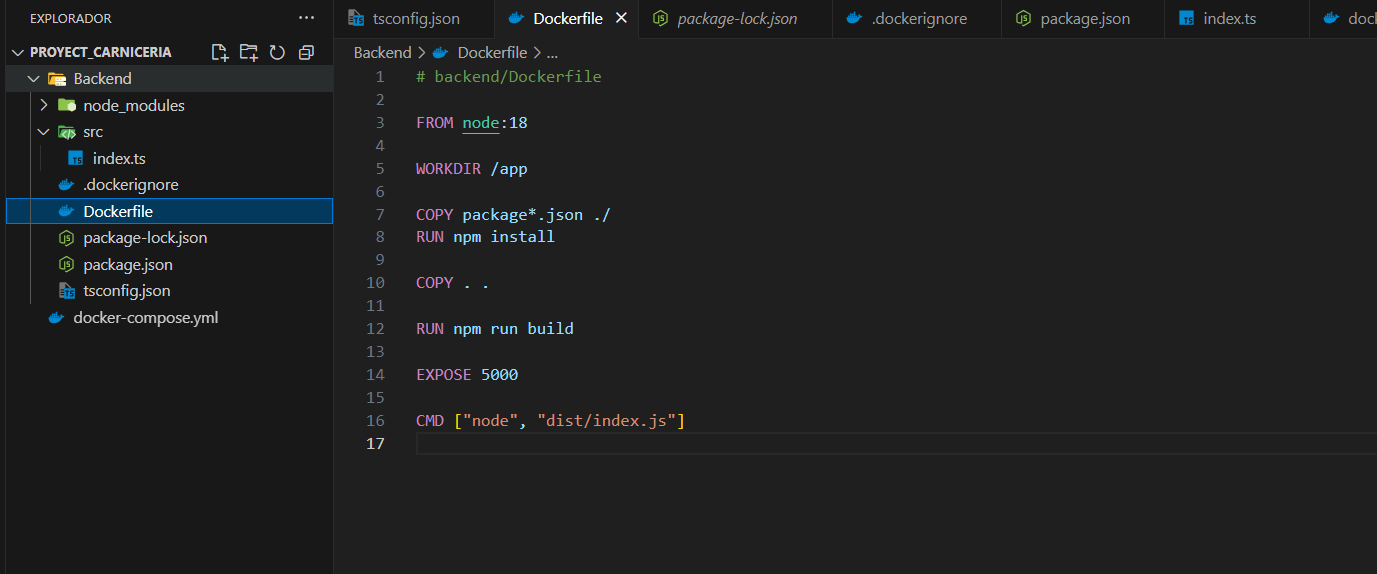 EXPLORADOR
PROYECT_CARNICERIA
Backend
node_modules
src
index.ts
.dockerignore
Dockerfile
package-lock.json
package.json
tsconfig.json
docker-compose.yml
tsconfig.json Dockerfile package-lock.json .dockerignore package.json index.ts doc
Backend > Dockerfile > ...
1 # backend/Dockerfile
2
3 FROM node:18
4
5 WORKDIR /app
6
7 COPY package*.json ./
8 RUN npm install
9
10 COPY . .
11
12 RUN npm run build
13
14 EXPOSE 5000
15
16 CMD ["node", "dist/index.js"]
17